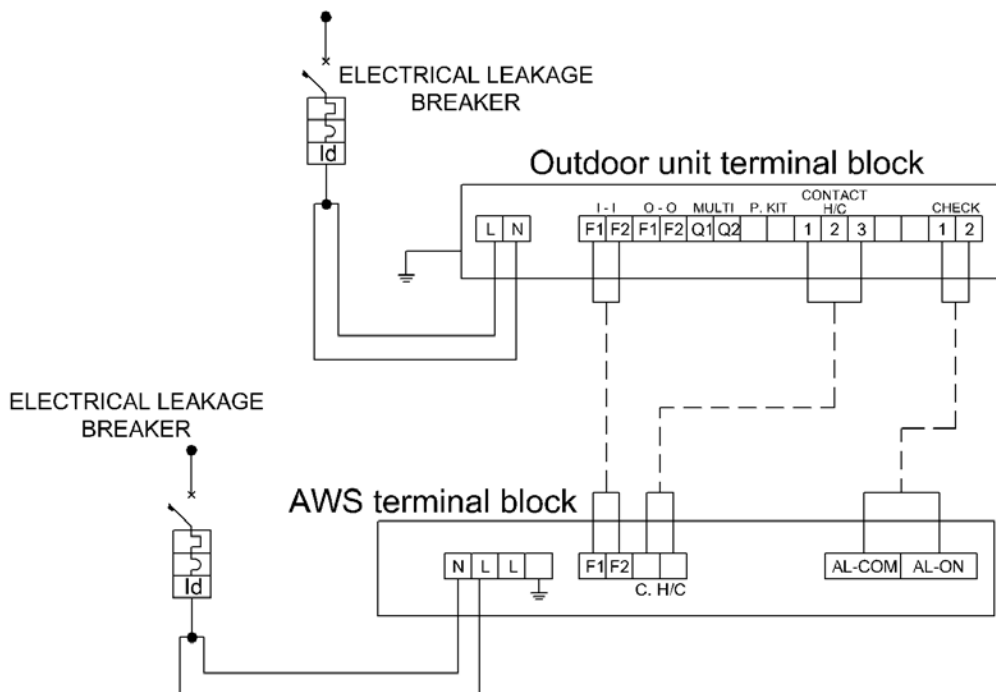 ELECTRICAL LEAKAGE
BREAKER
Id
Outdoor unit terminal block
CONTACT
I - I O - O MULTI P. KIT H/C CHECK
L N F1 F2 F1 F2 Q1 Q2 1 2 3 1 2
ELECTRICAL LEAKAGE
BREAKER
Id
AWS terminal block
N L L F1 F2 AL-COM AL-ON
C. H/C